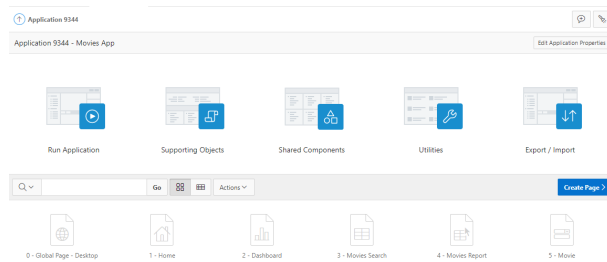 Application 9344
Application 9344 - Movies App
Edit Application Properties
Run Application
Supporting Objects
Shared Components
Utilities
Export / Import
Go
Actions
Create Page
0 - Global Page - Desktop
1 - Home
2 - Dashboard
3 - Movies Search
4 - Movies Report
5 - Movie